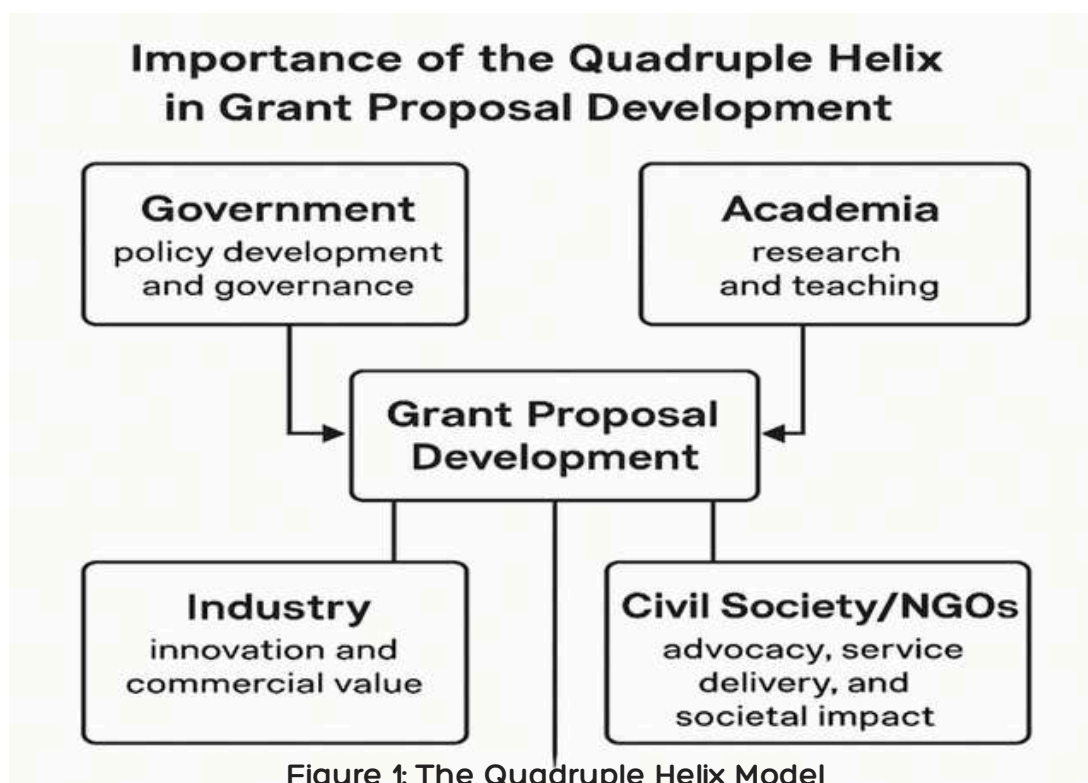 Importance of the Quadruple Helix
in Grant Proposal Development
Government
policy development
and governance
Academia
research
and teaching
Grant Proposal
Development
Industry
innovation and
commercial value
Civil Society/NGOs
advocacy, service
delivery, and
societal impact
Figure 1: The Quadruple Helix Model